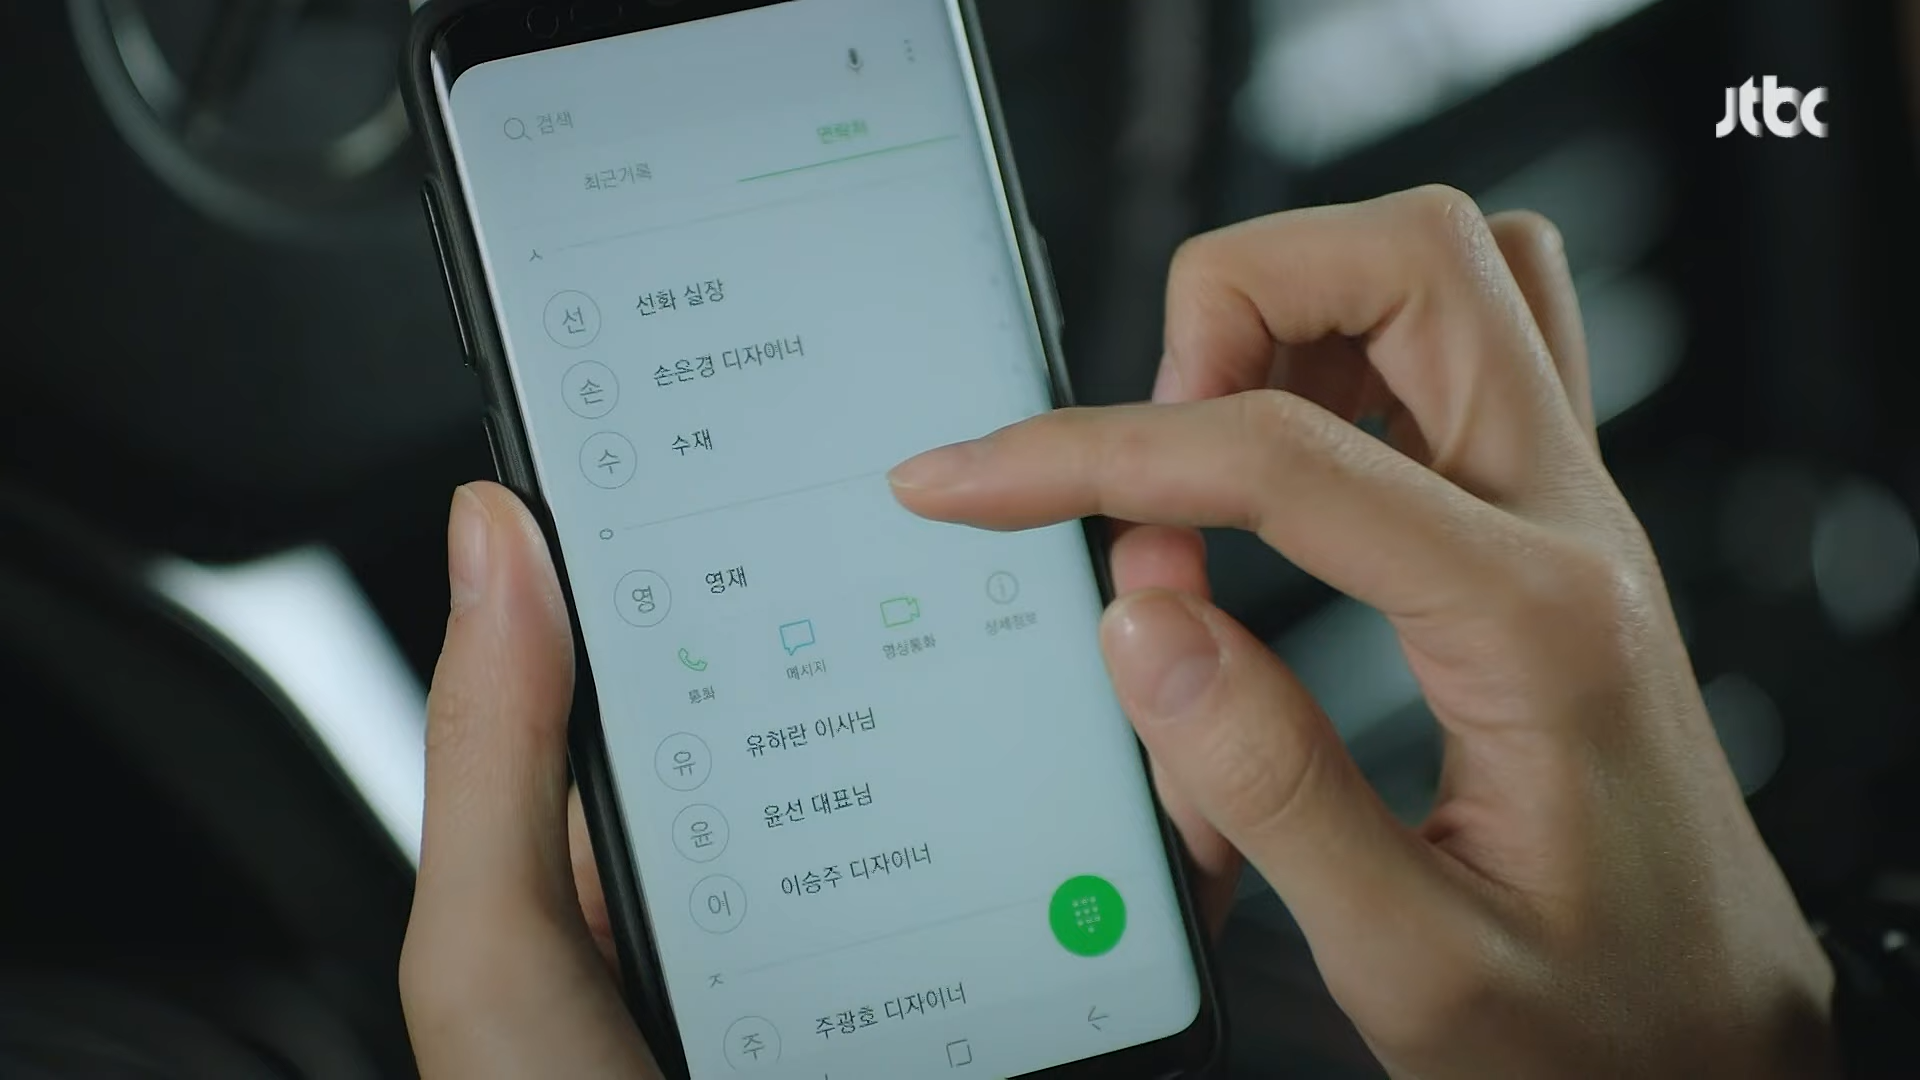 jtbc
검색
최근기록
연락처
ㅅ
선 선화 실장
손 손은경 디자이너
수 수재
ㅇ
영 영재
통화 메시지 영상통화 상세정보
유 유하란 이사님
윤 윤선 대표님
이 이승주 디자이너
ㅈ
주 주광호 디자이너